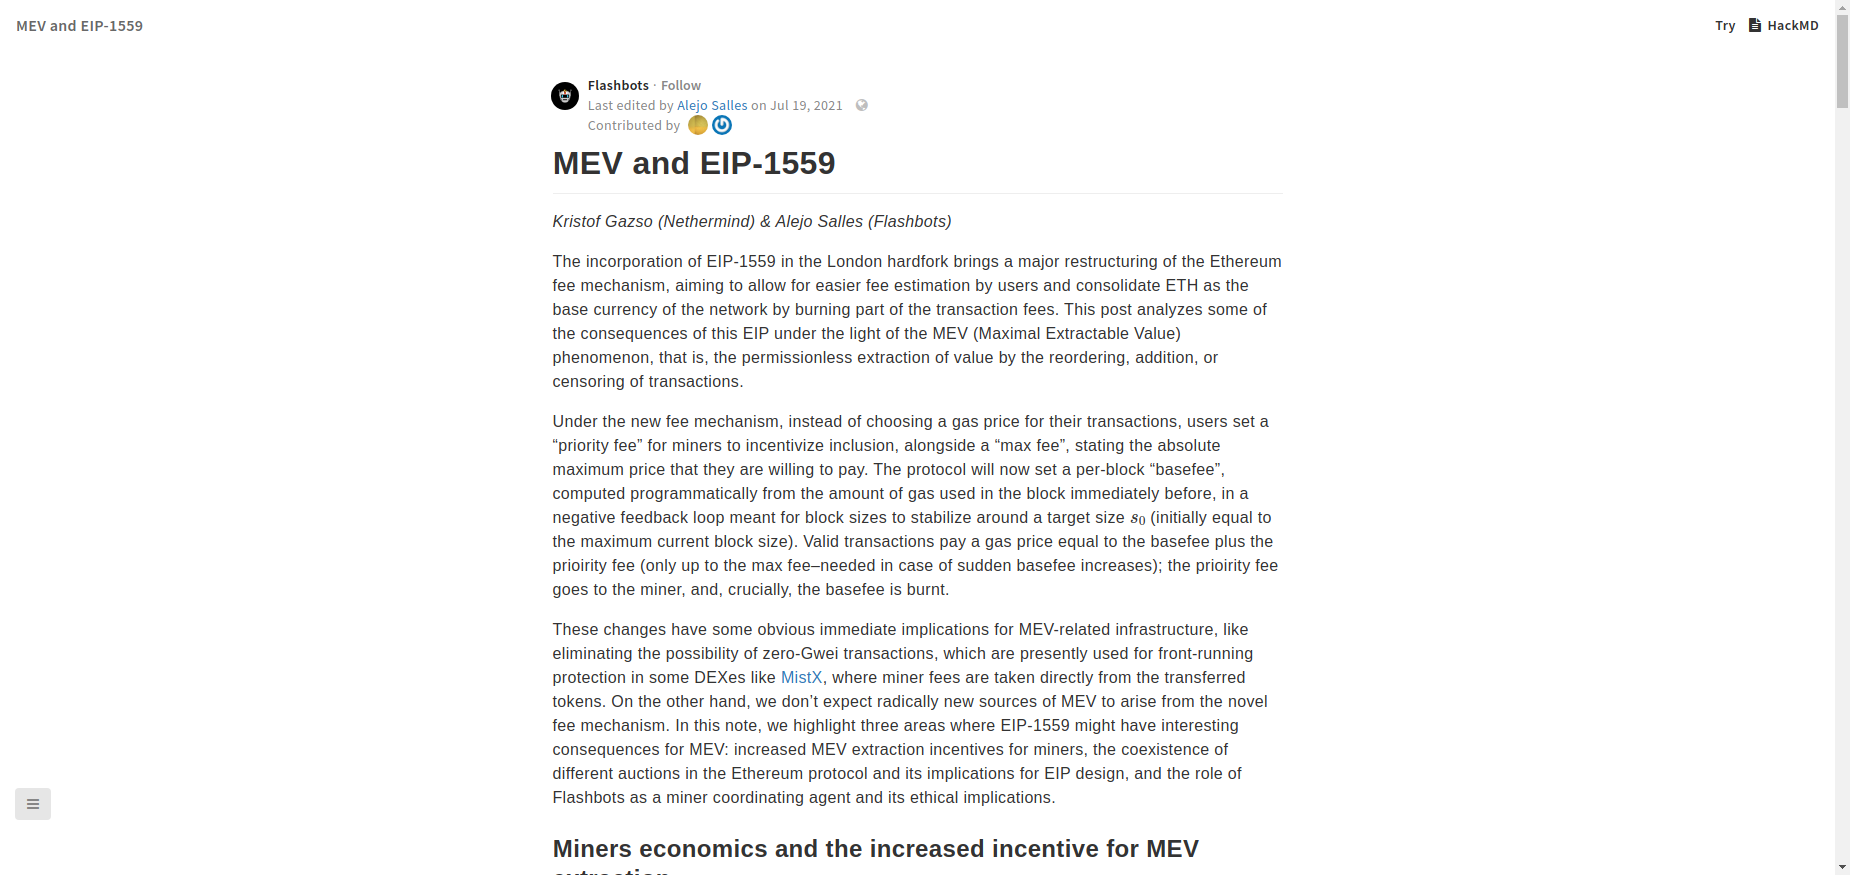 MEV and EIP-1559
Try HackMD
Flashbots · Follow
Last edited by Alejo Salles on Jul 19, 2021
Contributed by
MEV and EIP-1559
Kristof Gazso (Nethermind) & Alejo Salles (Flashbots)
The incorporation of EIP-1559 in the London hardfork brings a major restructuring of the Ethereum
fee mechanism, aiming to allow for easier fee estimation by users and consolidate ETH as the
base currency of the network by burning part of the transaction fees. This post analyzes some of
the consequences of this EIP under the light of the MEV (Maximal Extractable Value)
phenomenon, that is, the permissionless extraction of value by the reordering, addition, or
censoring of transactions.
Under the new fee mechanism, instead of choosing a gas price for their transactions, users set a
“priority fee” for miners to incentivize inclusion, alongside a “max fee”, stating the absolute
maximum price that they are willing to pay. The protocol will now set a per-block “basefee”,
computed programmatically from the amount of gas used in the block immediately before, in a
negative feedback loop meant for block sizes to stabilize around a target size s₀ (initially equal to
the maximum current block size). Valid transactions pay a gas price equal to the basefee plus the
prioirity fee (only up to the max fee–needed in case of sudden basefee increases); the prioirity fee
goes to the miner, and, crucially, the basefee is burnt.
These changes have some obvious immediate implications for MEV-related infrastructure, like
eliminating the possibility of zero-Gwei transactions, which are presently used for front-running
protection in some DEXes like MistX, where miner fees are taken directly from the transferred
tokens. On the other hand, we don’t expect radically new sources of MEV to arise from the novel
fee mechanism. In this note, we highlight three areas where EIP-1559 might have interesting
consequences for MEV: increased MEV extraction incentives for miners, the coexistence of
different auctions in the Ethereum protocol and its implications for EIP design, and the role of
Flashbots as a miner coordinating agent and its ethical implications.
Miners economics and the increased incentive for MEV